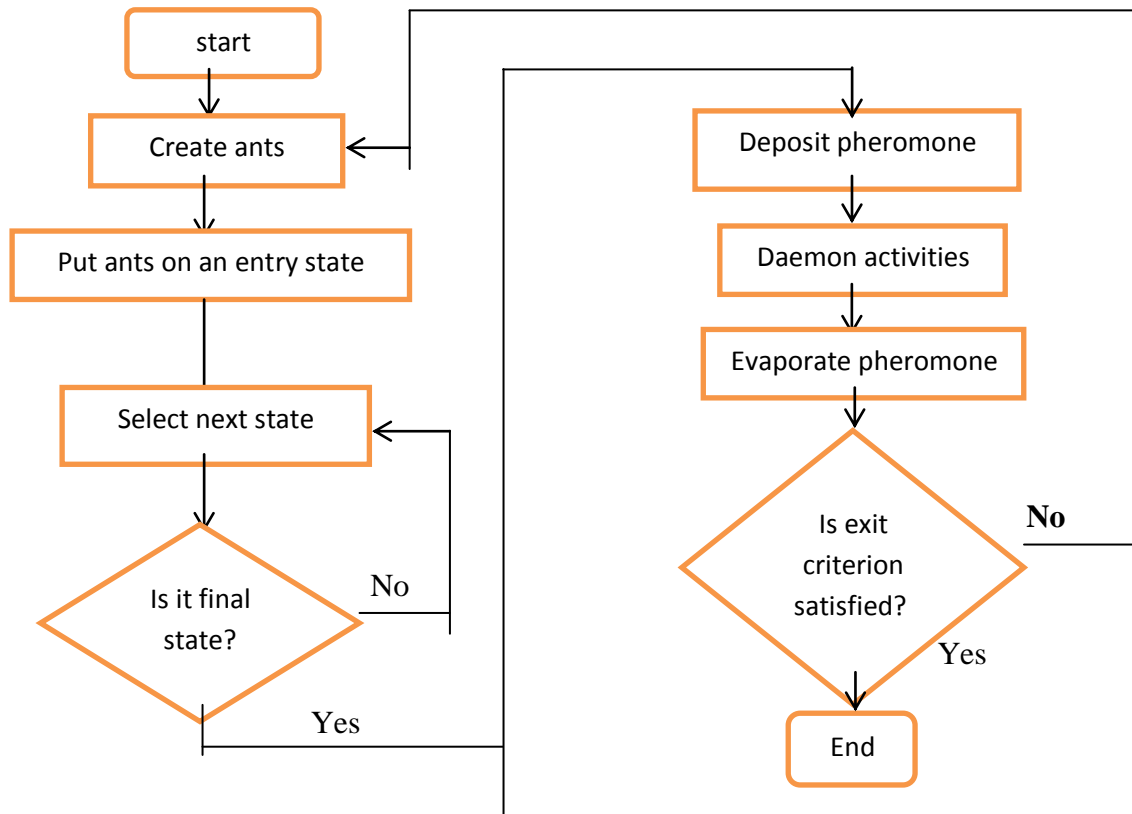 start
Create ants
Put ants on an entry state
Select next state
Is it final
state?
No
Yes
Deposit pheromone
Daemon activities
Evaporate pheromone
Is exit
criterion
satisfied?
No
Yes
End